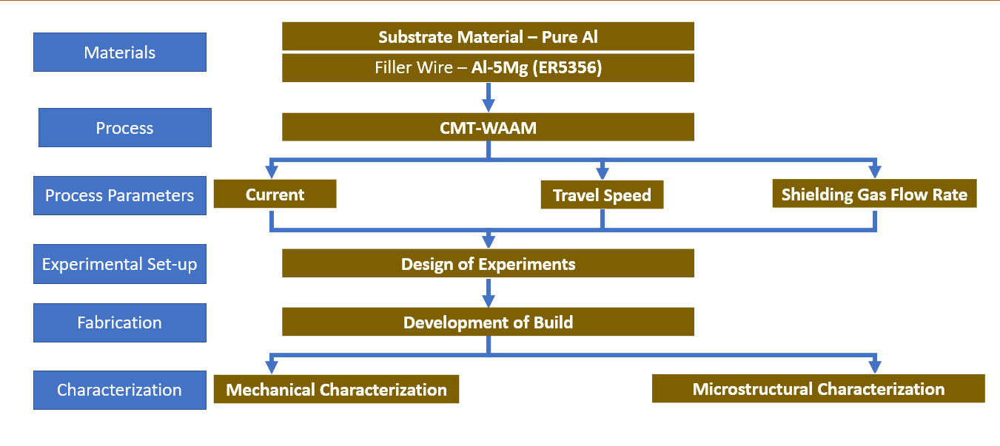 Materials
Substrate Material – Pure Al
Filler Wire – Al-5Mg (ER5356)
Process
CMT-WAAM
Process Parameters
Current
Travel Speed
Shielding Gas Flow Rate
Experimental Set-up
Design of Experiments
Fabrication
Development of Build
Characterization
Mechanical Characterization
Microstructural Characterization